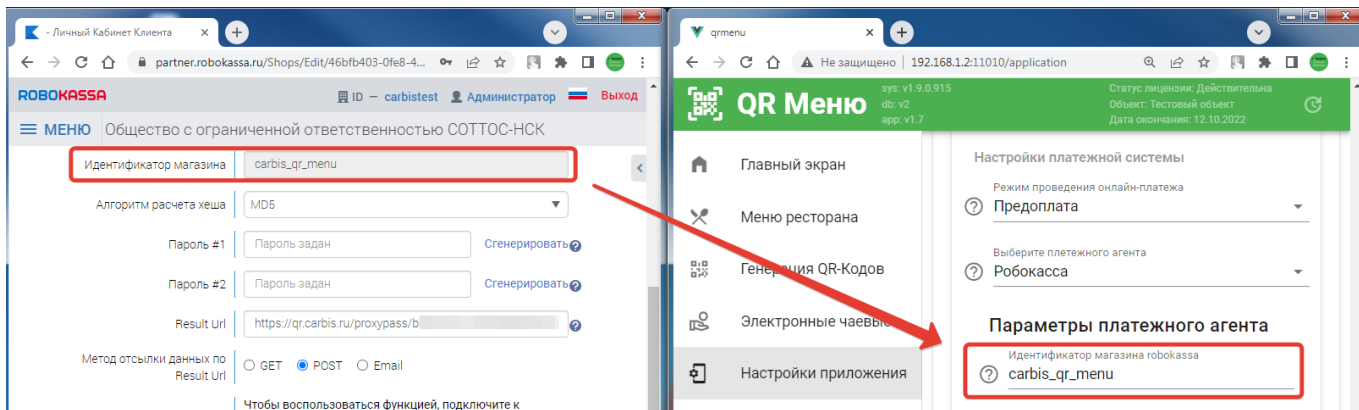 - Личный Кабинет Клиента
partner.robokassa.ru/Shops/Edit/46bfb403-0fe8-4...
ROBOKASSA
ID — carbistest
Администратор
Выход
МЕНЮ
Общество с ограниченной ответственностью СОТТОС-НСК
Идентификатор магазина
carbis_qr_menu
Алгоритм расчета хеша
MD5
Пароль #1
Пароль задан
Сгенерировать
Пароль #2
Пароль задан
Сгенерировать
Result Url
https://qr.carbis.ru/proxypass/b
Метод отсылки данных по
Result Url
GET
POST
Email
Чтобы воспользоваться функцией, подключите к
qrmenu
Не защищено
192.168.1.2:11010/application
QR Меню
sys: v1.9.0.915
db: v2
app: v1.7
Статус лицензии: Действительна
Объект: Тестовый объект
Дата окончания: 12.10.2022
Главный экран
Меню ресторана
Генерация QR-Кодов
Электронные чаевые
Настройки приложения
Настройки платежной системы
Режим проведения онлайн-платежа
Предоплата
Выберите плетежного агента
Робокасса
Параметры платежного агента
Идентификатор магазина robokassa
carbis_qr_menu